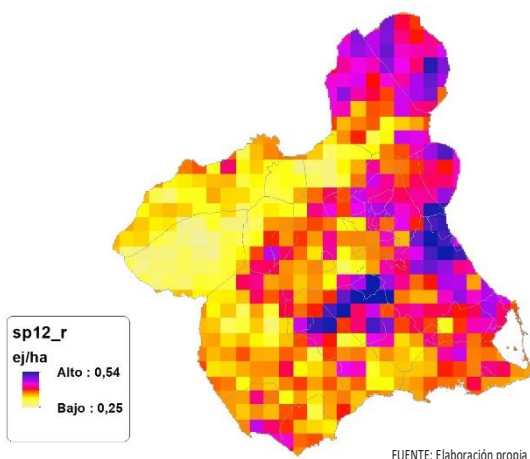 sp12_r
ej/ha
Alto : 0,54
Bajo : 0,25
FUENTE: Elaboración propia